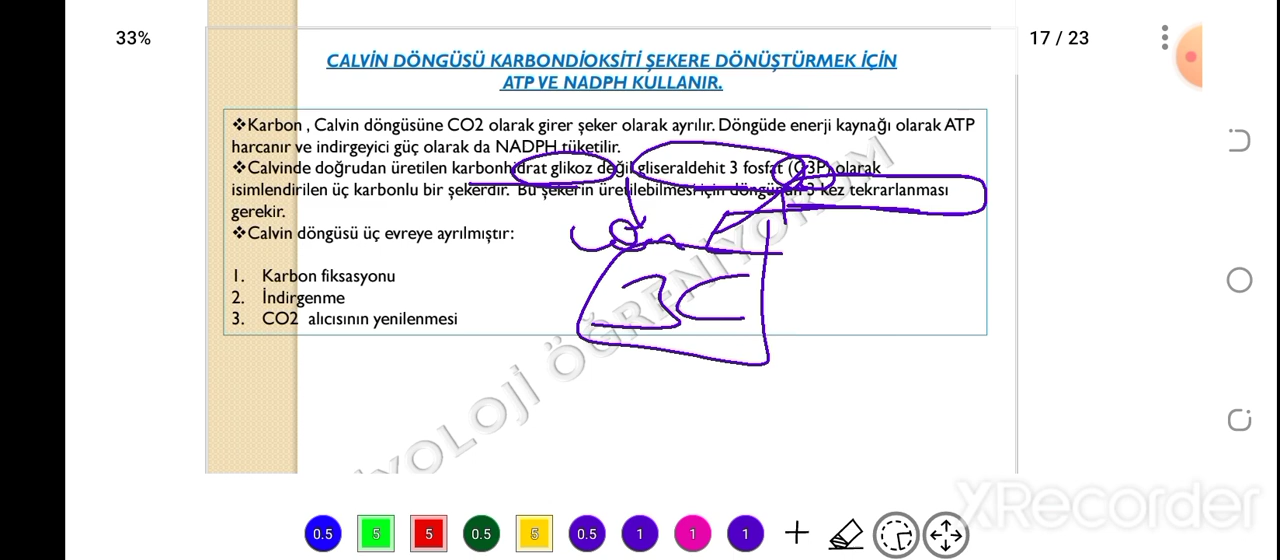 33%
17 / 23
CALVİN DÖNGÜSÜ KARBONDİOKSİTİ ŞEKERE DÖNÜŞTÜRMEK İÇİN
ATP VE NADPH KULLANIR.
❖Karbon , Calvin döngüsüne CO2 olarak girer şeker olarak ayrılır. Döngüde enerji kaynağı olarak ATP
harcanır ve indirgeyici güç olarak da NADPH tüketilir.
❖Calvinde doğrudan üretilen karbonhidrat glikoz değil gliseraldehit 3 fosfat (G3P) olarak
isimlendirilen üç karbonlu bir şekerdir. Bu şekerin üretilebilmesi için döngünün 3 kez tekrarlanması
gerekir.
❖Calvin döngüsü üç evreye ayrılmıştır:
1. Karbon fiksasyonu
2. İndirgenme
3. CO2 alıcısının yenilenmesi
3C
İYOLOJİ ÖĞRENİYORUM
0.5 5 5 0.5 5 0.5 1 1 1
XRecorder